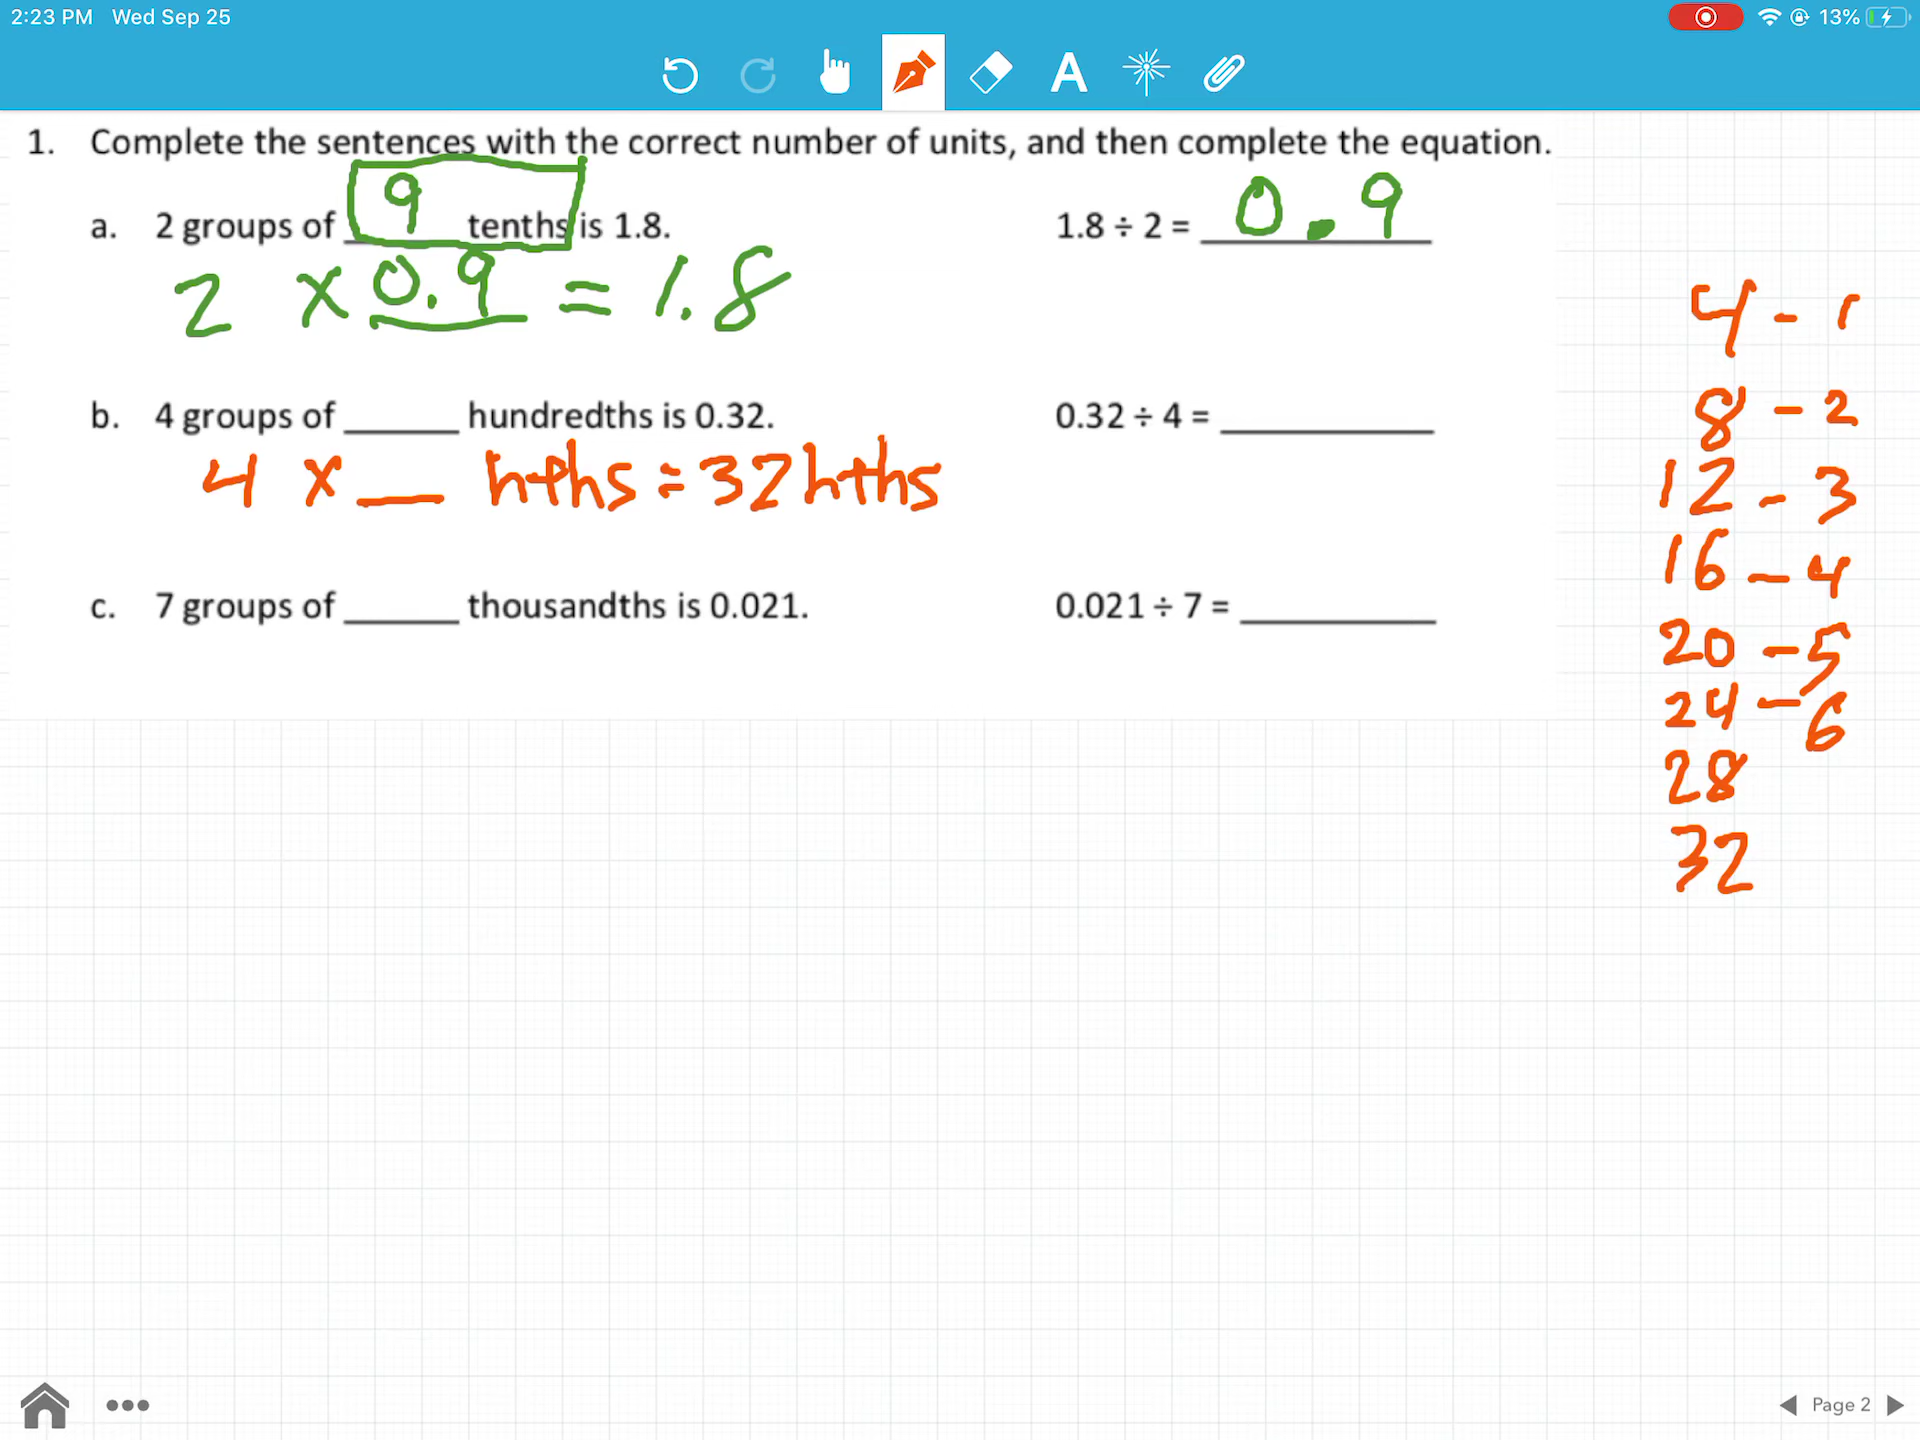 2:23 PM Wed Sep 25
13%
A
1. Complete the sentences with the correct number of units, and then complete the equation.
a. 2 groups of 9 tenths is 1.8.
1.8 ÷ 2 = 0.9
2 × 0.9 = 1.8
b. 4 groups of ______ hundredths is 0.32.
0.32 ÷ 4 = ______
4 × __ hths = 32 hths
c. 7 groups of ______ thousandths is 0.021.
0.021 ÷ 7 = ______
4 - 1
8 - 2
12 - 3
16 - 4
20 - 5
24 - 6
28
32
Page 2